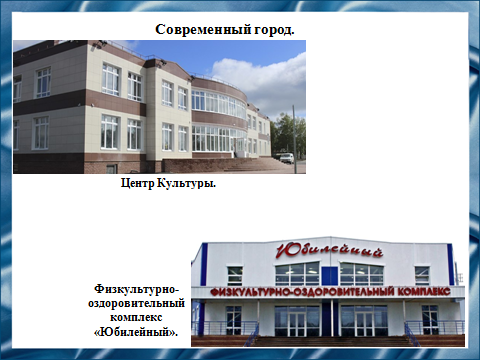 Современный город.
Центр Культуры.
Юбилейный
ФИЗКУЛЬТУРНО-ОЗДОРОВИТЕЛЬНЫЙ КОМПЛЕКС
Физкультурно-
оздоровительный
комплекс
«Юбилейный».